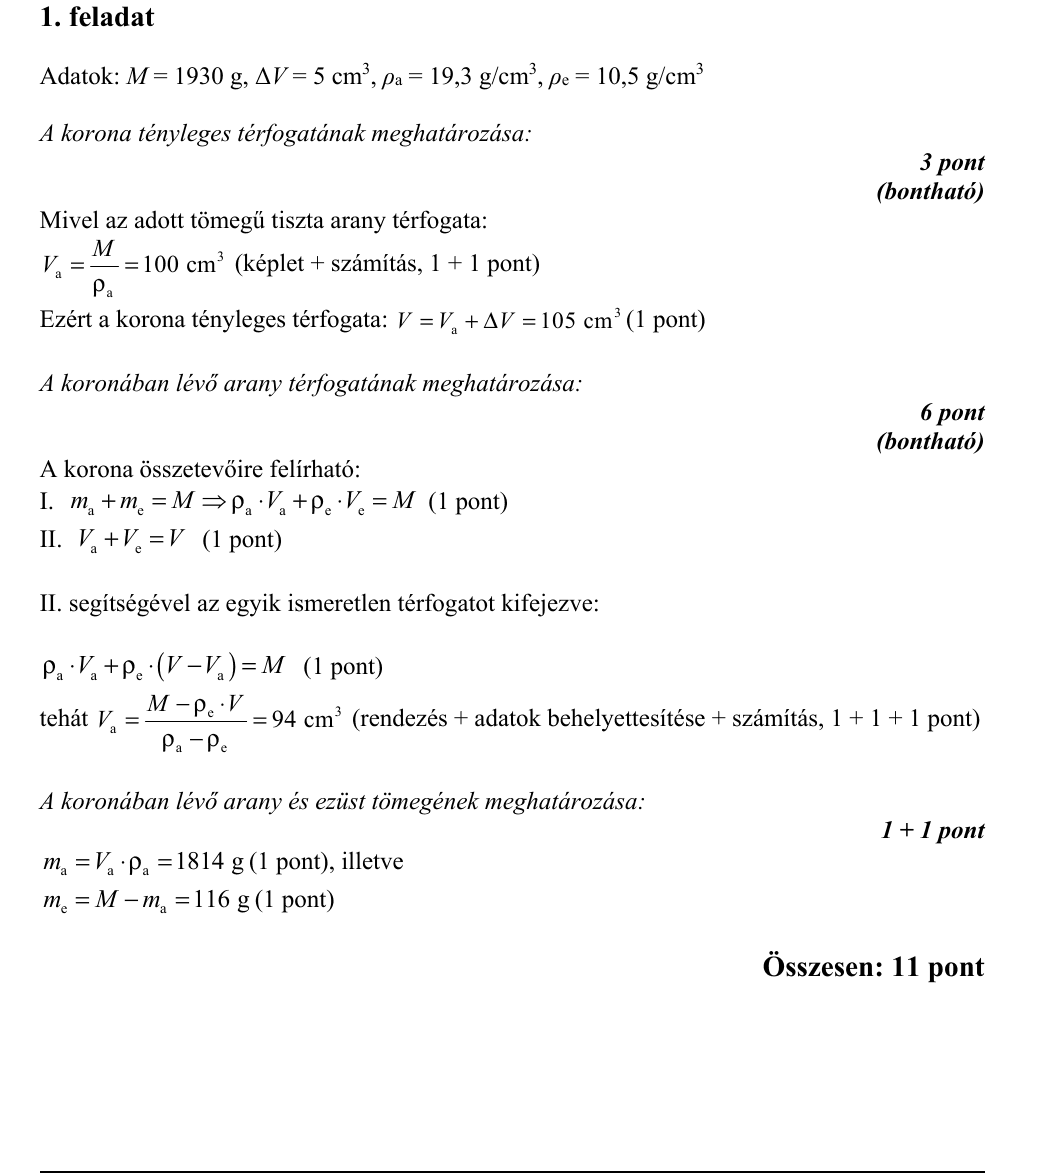 1. feladat
Adatok: M = 1930 g, ΔV = 5 cm³, ρa = 19,3 g/cm³, ρe = 10,5 g/cm³
A korona tényleges térfogatának meghatározása:
3 pont
(bontható)
Mivel az adott tömegű tiszta arany térfogata:
Va = M/ρa = 100 cm³ (képlet + számítás, 1 + 1 pont)
Ezért a korona tényleges térfogata: V = Va + ΔV = 105 cm³ (1 pont)
A koronában lévő arany térfogatának meghatározása:
6 pont
(bontható)
A korona összetevőire felírható:
I. ma + me = M ⇒ ρa · Va + ρe · Ve = M (1 pont)
II. Va + Ve = V (1 pont)
II. segítségével az egyik ismeretlen térfogatot kifejezve:
ρa · Va + ρe · (V − Va) = M (1 pont)
tehát Va = (M − ρe · V)/(ρa − ρe) = 94 cm³ (rendezés + adatok behelyettesítése + számítás, 1 + 1 + 1 pont)
A koronában lévő arany és ezüst tömegének meghatározása:
1 + 1 pont
ma = Va · ρa = 1814 g (1 pont), illetve
me = M − ma = 116 g (1 pont)
Összesen: 11 pont